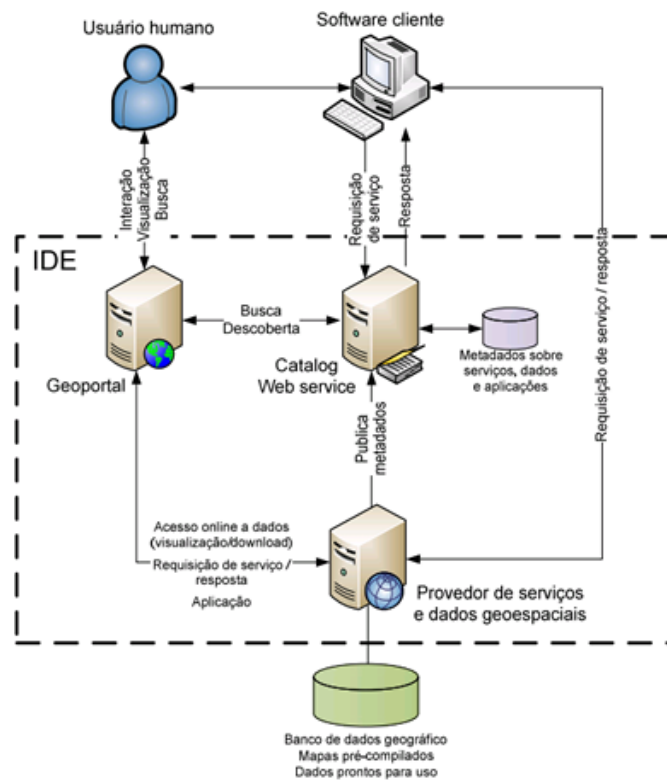 Usuário humano
Software cliente
Interação
Visualização
Busca
Requisição
de serviço
Resposta
Requisição de serviço / resposta
IDE
Busca
Descoberta
Geoportal
Catalog
Web service
Metadados sobre
serviços, dados
e aplicações
Publica
metadados
Acesso online a dados
(visualização/download)
Requisição de serviço /
resposta
Aplicação
Provedor de serviços
e dados geoespaciais
Banco de dados geográfico
Mapas pré-compilados
Dados prontos para uso